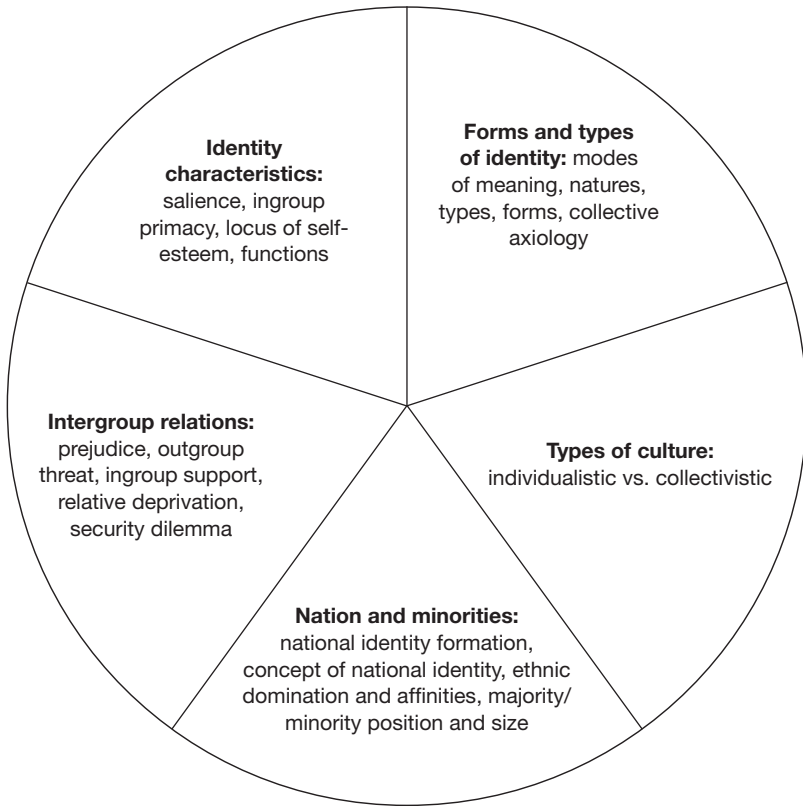 Identity
characteristics:
salience, ingroup
primacy, locus of self-
esteem, functions
Forms and types
of identity: modes
of meaning, natures,
types, forms, collective
axiology
Intergroup relations:
prejudice, outgroup
threat, ingroup support,
relative deprivation,
security dilemma
Types of culture:
individualistic vs. collectivistic
Nation and minorities:
national identity formation,
concept of national identity, ethnic
domination and affinities, majority/
minority position and size